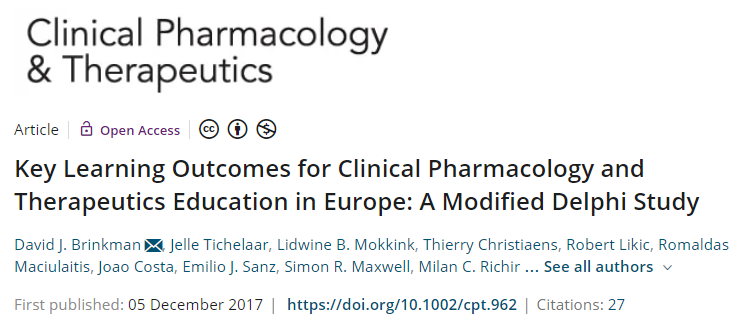 Clinical Pharmacology
& Therapeutics
Article Open Access cc
Key Learning Outcomes for Clinical Pharmacology and
Therapeutics Education in Europe: A Modified Delphi Study
David J. Brinkman, Jelle Tichelaar, Lidwine B. Mokkink, Thierry Christiaens, Robert Likic, Romaldas
Maciulaitis, Joao Costa, Emilio J. Sanz, Simon R. Maxwell, Milan C. Richir ... See all authors
First published: 05 December 2017 | https://doi.org/10.1002/cpt.962 | Citations: 27